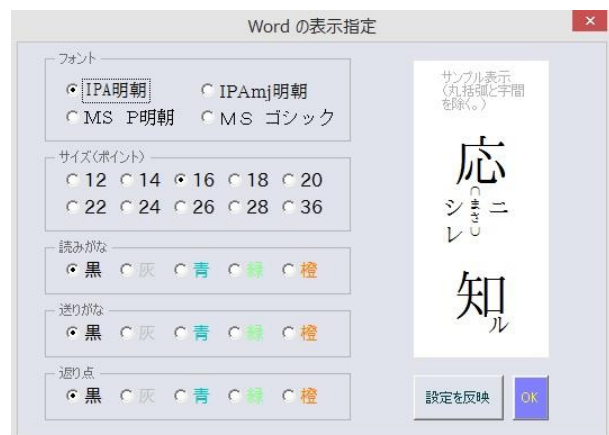 Word の表示指定
×
フォント
IPA明朝 IPAmj明朝
MS P明朝 MS ゴシック
サイズ(ポイント)
12 14 16 18 20
22 24 26 28 36
読みがな
黒 灰 青 緑 橙
送りがな
黒 灰 青 緑 橙
返り点
黒 灰 青 緑 橙
サンプル表示
(丸括弧と字間
を除く。)
応
(まさ)ニ
シ
レ
知
ル
設定を反映 OK